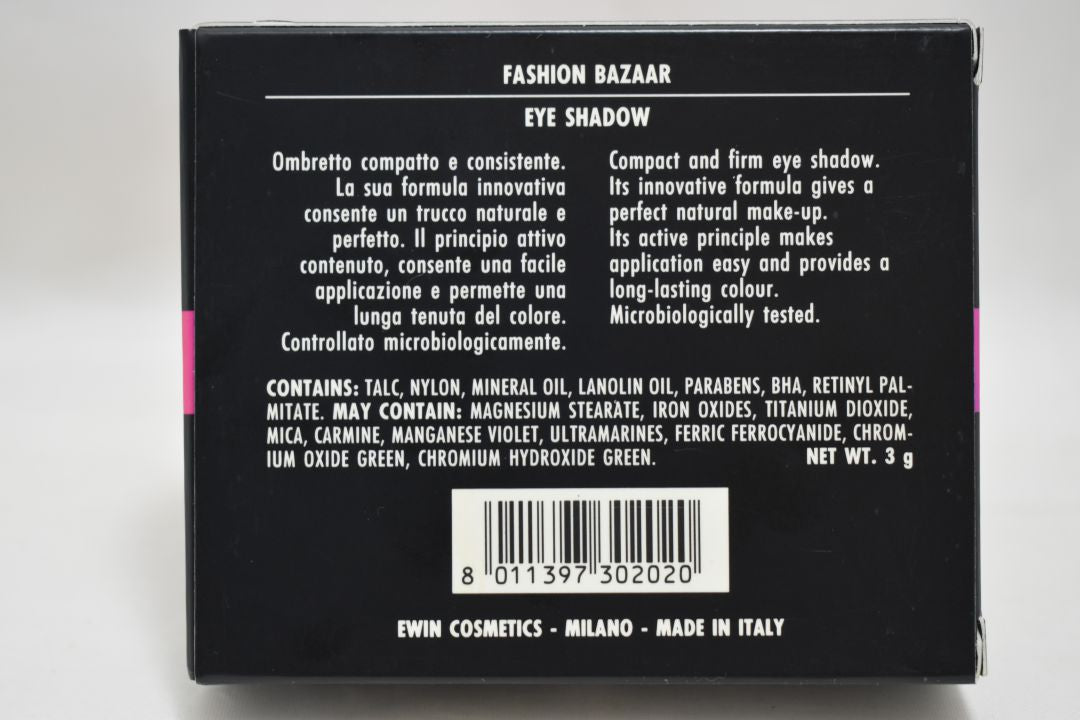 FASHION BAZAAR
EYE SHADOW
Ombretto compatto e consistente.
La sua formula innovativa
consente un trucco naturale e
perfetto. Il principio attivo
contenuto, consente una facile
applicazione e permette una
lunga tenuta del colore.
Controllato microbiologicamente.
Compact and firm eye shadow.
Its innovative formula gives a
perfect natural make-up.
Its active principle makes
application easy and provides a
long-lasting colour.
Microbiologically tested.
CONTAINS: TALC, NYLON, MINERAL OIL, LANOLIN OIL, PARABENS, BHA, RETINYL PAL-
MITATE. MAY CONTAIN: MAGNESIUM STEARATE, IRON OXIDES, TITANIUM DIOXIDE,
MICA, CARMINE, MANGANESE VIOLET, ULTRAMARINES, FERRIC FERROCYANIDE, CHROM-
IUM OXIDE GREEN, CHROMIUM HYDROXIDE GREEN. NET WT. 3 g
8 011397 302020
EWIN COSMETICS - MILANO - MADE IN ITALY